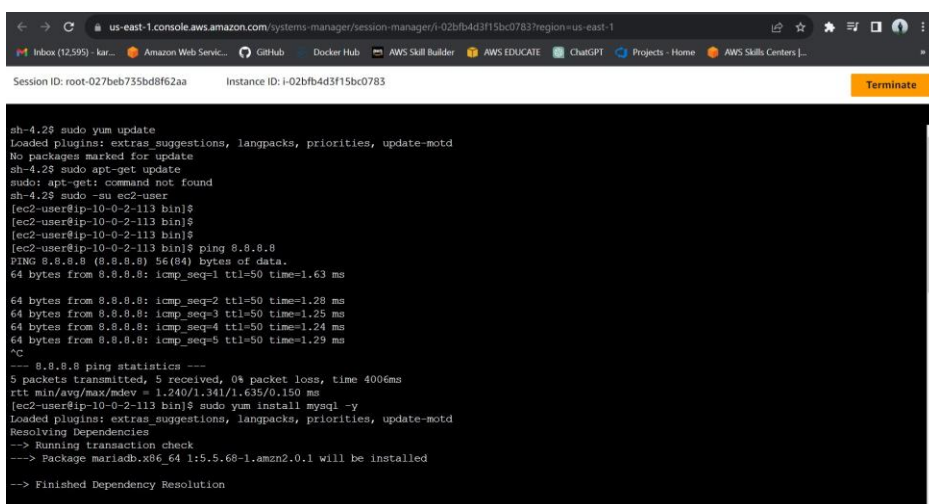 us-east-1.console.aws.amazon.com/systems-manager/session-manager/i-02bfb4d3f15bc0783?region=us-east-1
Inbox (12,595) - kar... Amazon Web Servic... GitHub Docker Hub AWS Skill Builder AWS EDUCATE ChatGPT Projects - Home AWS Skills Centers |... »
Session ID: root-027beb735bd8f62aa Instance ID: i-02bfb4d3f15bc0783 Terminate
sh-4.2$ sudo yum update
Loaded plugins: extras_suggestions, langpacks, priorities, update-motd
No packages marked for update
sh-4.2$ sudo apt-get update
sudo: apt-get: command not found
sh-4.2$ sudo -su ec2-user
[ec2-user@ip-10-0-2-113 bin]$
[ec2-user@ip-10-0-2-113 bin]$
[ec2-user@ip-10-0-2-113 bin]$
[ec2-user@ip-10-0-2-113 bin]$ ping 8.8.8.8
PING 8.8.8.8 (8.8.8.8) 56(84) bytes of data.
64 bytes from 8.8.8.8: icmp_seq=1 ttl=50 time=1.63 ms
64 bytes from 8.8.8.8: icmp_seq=2 ttl=50 time=1.28 ms
64 bytes from 8.8.8.8: icmp_seq=3 ttl=50 time=1.25 ms
64 bytes from 8.8.8.8: icmp_seq=4 ttl=50 time=1.24 ms
64 bytes from 8.8.8.8: icmp_seq=5 ttl=50 time=1.29 ms
^C
--- 8.8.8.8 ping statistics ---
5 packets transmitted, 5 received, 0% packet loss, time 4006ms
rtt min/avg/max/mdev = 1.240/1.341/1.635/0.150 ms
[ec2-user@ip-10-0-2-113 bin]$ sudo yum install mysql -y
Loaded plugins: extras_suggestions, langpacks, priorities, update-motd
Resolving Dependencies
--> Running transaction check
---> Package mariadb.x86_64 1:5.5.68-1.amzn2.0.1 will be installed
--> Finished Dependency Resolution